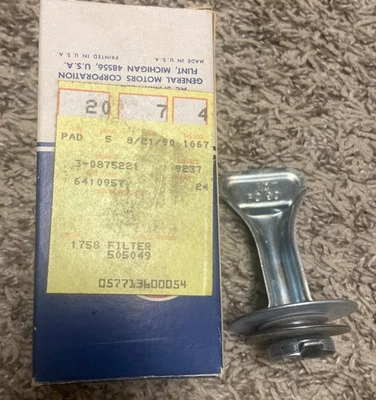 GENERAL MOTORS CORPORATION
FLINT, MICHIGAN 48556, U.S.A.
MADE IN U.S.A. PRINTED IN U.S.A.
20 7 4
PAD 5 8/21/90 1667
3-0875221 9237
6410957 24
1758 FILTER
505049
057713600054